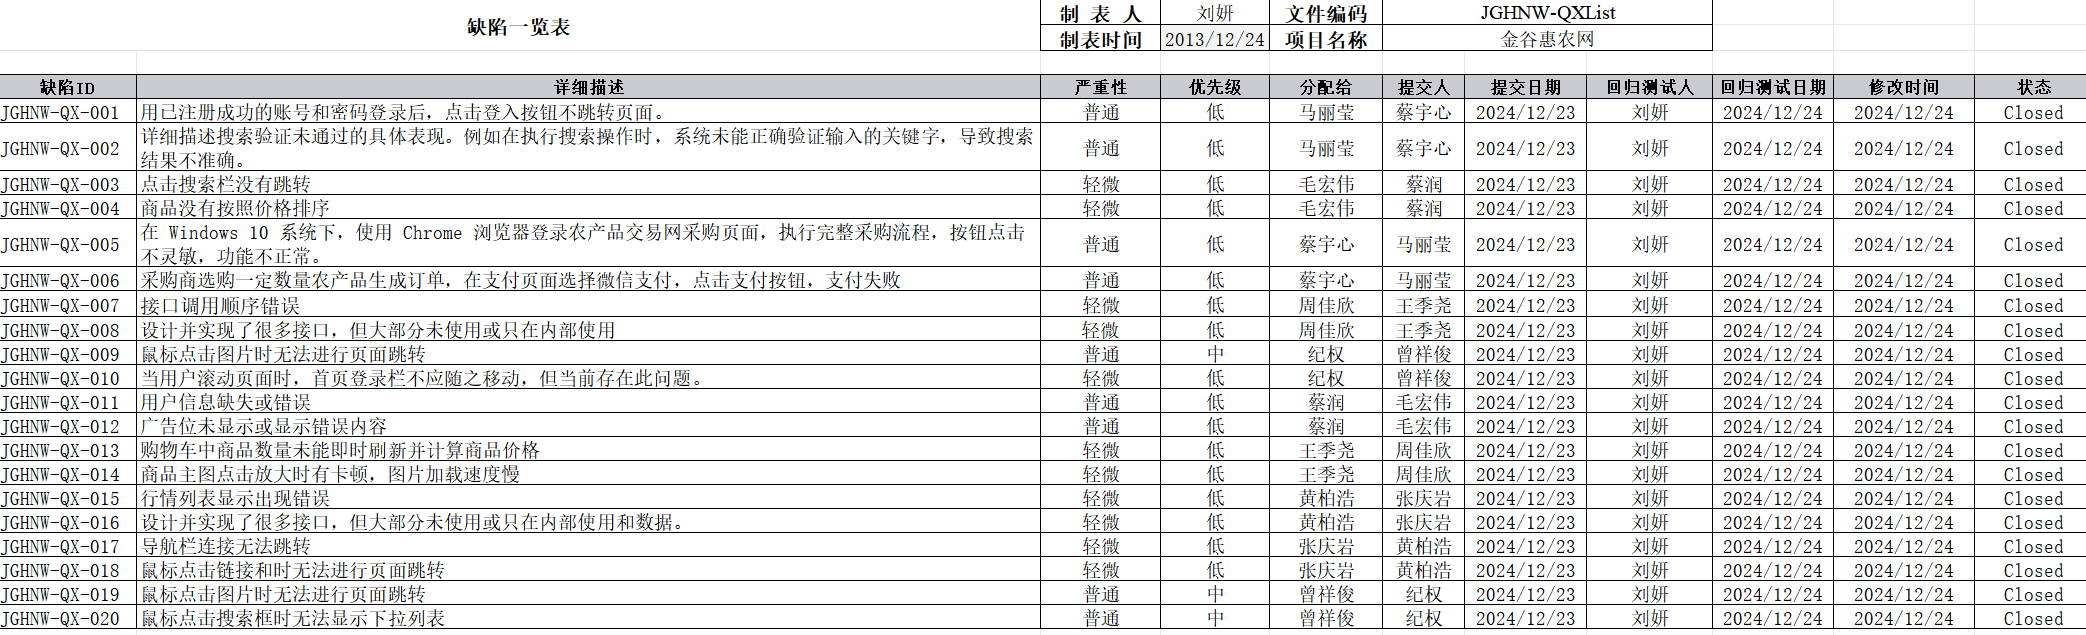 缺陷一览表 制 表 人 刘妍 文件编码 JGHNW-QXList
制表时间 2013/12/24 项目名称 金谷惠农网
缺陷ID 详细描述 严重性 优先级 分配给 提交人 提交日期 回归测试人 回归测试日期 修改时间 状态
JGHNW-QX-001 用已注册成功的账号和密码登录后，点击登入按钮不跳转页面。 普通 低 马丽莹 蔡宇心 2024/12/23 刘妍 2024/12/24 2024/12/24 Closed
JGHNW-QX-002 详细描述搜索验证未通过的具体表现。例如在执行搜索操作时，系统未能正确验证输入的关键字，导致搜索
结果不准确。 普通 低 马丽莹 蔡宇心 2024/12/23 刘妍 2024/12/24 2024/12/24 Closed
JGHNW-QX-003 点击搜索栏没有跳转 轻微 低 毛宏伟 蔡润 2024/12/23 刘妍 2024/12/24 2024/12/24 Closed
JGHNW-QX-004 商品没有按照价格排序 轻微 低 毛宏伟 蔡润 2024/12/23 刘妍 2024/12/24 2024/12/24 Closed
JGHNW-QX-005 在 Windows 10 系统下，使用 Chrome 浏览器登录农产品交易网采购页面，执行完整采购流程，按钮点击
不灵敏，功能不正常。 普通 低 蔡宇心 马丽莹 2024/12/23 刘妍 2024/12/24 2024/12/24 Closed
JGHNW-QX-006 采购商选购一定数量农产品生成订单，在支付页面选择微信支付，点击支付按钮，支付失败 普通 低 蔡宇心 马丽莹 2024/12/23 刘妍 2024/12/24 2024/12/24 Closed
JGHNW-QX-007 接口调用顺序错误 轻微 低 周佳欣 王季尧 2024/12/23 刘妍 2024/12/24 2024/12/24 Closed
JGHNW-QX-008 设计并实现了很多接口，但大部分未使用或只在内部使用 轻微 低 周佳欣 王季尧 2024/12/23 刘妍 2024/12/24 2024/12/24 Closed
JGHNW-QX-009 鼠标点击图片时无法进行页面跳转 普通 中 纪权 曾祥俊 2024/12/23 刘妍 2024/12/24 2024/12/24 Closed
JGHNW-QX-010 当用户滚动页面时，首页登录栏不应随之移动，但当前存在此问题。 轻微 低 纪权 曾祥俊 2024/12/23 刘妍 2024/12/24 2024/12/24 Closed
JGHNW-QX-011 用户信息缺失或错误 普通 低 蔡润 毛宏伟 2024/12/23 刘妍 2024/12/24 2024/12/24 Closed
JGHNW-QX-012 广告位未显示或显示错误内容 普通 低 蔡润 毛宏伟 2024/12/23 刘妍 2024/12/24 2024/12/24 Closed
JGHNW-QX-013 购物车中商品数量未能即时刷新并计算商品价格 轻微 低 王季尧 周佳欣 2024/12/23 刘妍 2024/12/24 2024/12/24 Closed
JGHNW-QX-014 商品主图点击放大时有卡顿，图片加载速度慢 轻微 低 王季尧 周佳欣 2024/12/23 刘妍 2024/12/24 2024/12/24 Closed
JGHNW-QX-015 行情列表显示出现错误 轻微 低 黄柏浩 张庆岩 2024/12/23 刘妍 2024/12/24 2024/12/24 Closed
JGHNW-QX-016 设计并实现了很多接口，但大部分未使用或只在内部使用和数据。 轻微 低 黄柏浩 张庆岩 2024/12/23 刘妍 2024/12/24 2024/12/24 Closed
JGHNW-QX-017 导航栏连接无法跳转 轻微 低 张庆岩 黄柏浩 2024/12/23 刘妍 2024/12/24 2024/12/24 Closed
JGHNW-QX-018 鼠标点击链接和时无法进行页面跳转 轻微 低 张庆岩 黄柏浩 2024/12/23 刘妍 2024/12/24 2024/12/24 Closed
JGHNW-QX-019 鼠标点击图片时无法进行页面跳转 普通 中 曾祥俊 纪权 2024/12/23 刘妍 2024/12/24 2024/12/24 Closed
JGHNW-QX-020 鼠标点击搜索框时无法显示下拉列表 普通 中 曾祥俊 纪权 2024/12/23 刘妍 2024/12/24 2024/12/24 Closed